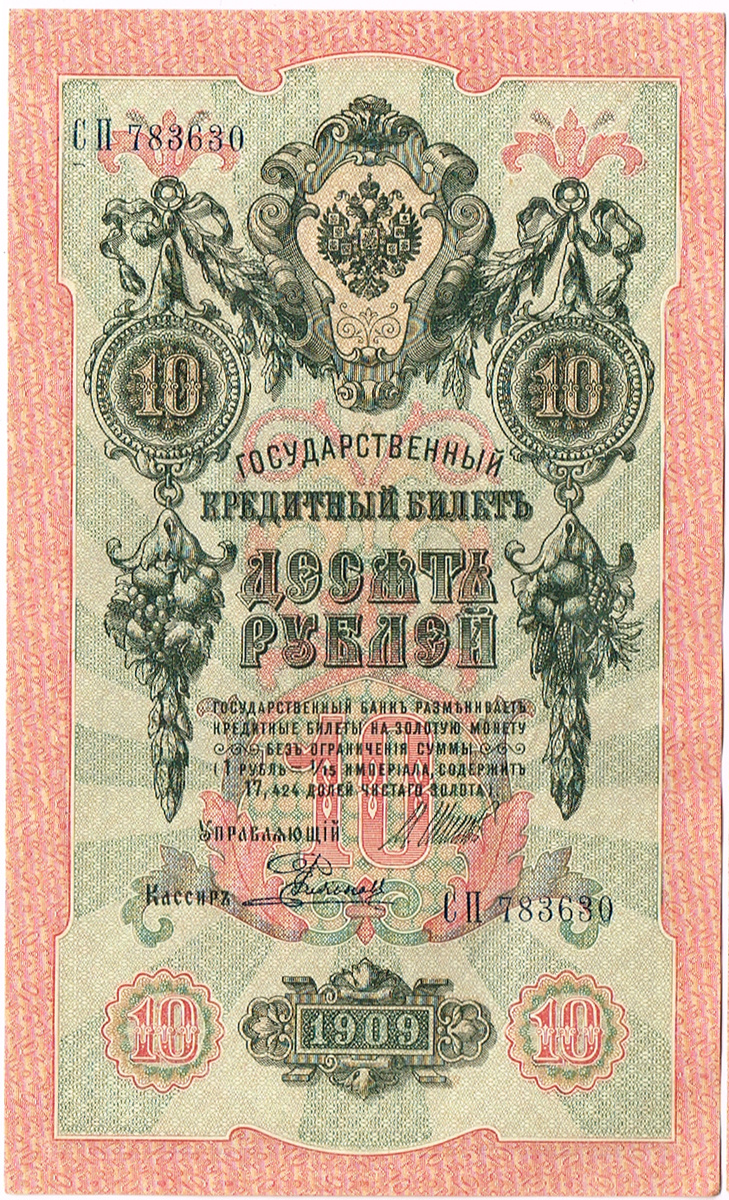 СП 783630
10 10
ГОСУДАРСТВЕННЫЙ
КРЕДИТНЫЙ БИЛЕТЪ
ДЕСЯТЬ
РУБЛЕЙ
ГОСУДАРСТВЕННЫЙ БАНКЪ РАЗМѢНИВАЕТЪ
КРЕДИТНЫЕ БИЛЕТЫ НА ЗОЛОТУЮ МОНЕТУ
БЕЗЪ ОГРАНИЧЕНІЯ СУММЫ
(1 РУБЛЬ = 1/15 ИМПЕРІАЛА, СОДЕРЖИТЪ
17,424 ДОЛЕЙ ЧИСТАГО ЗОЛОТА)
10
Управляющій
Кассиръ
СП 783630
10 1909 10